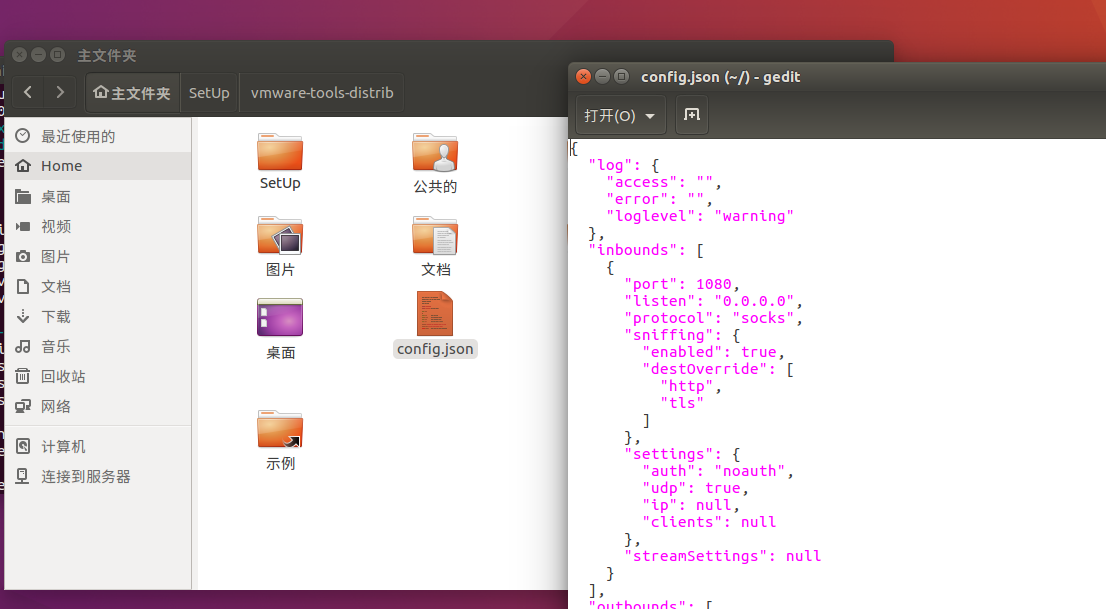 主文件夹
主文件夹 SetUp vmware-tools-distrib
最近使用的
Home
桌面
视频
图片
文档
下载
音乐
回收站
网络
计算机
连接到服务器
SetUp
公共的
图片
文档
桌面
config.json
示例
config.json (~/) - gedit
打开(O)
{
"log": {
"access": "",
"error": "",
"loglevel": "warning"
},
"inbounds": [
{
"port": 1080,
"listen": "0.0.0.0",
"protocol": "socks",
"sniffing": {
"enabled": true,
"destOverride": [
"http",
"tls"
]
},
"settings": {
"auth": "noauth",
"udp": true,
"ip": null,
"clients": null
},
"streamSettings": null
}
],
"outbounds": [